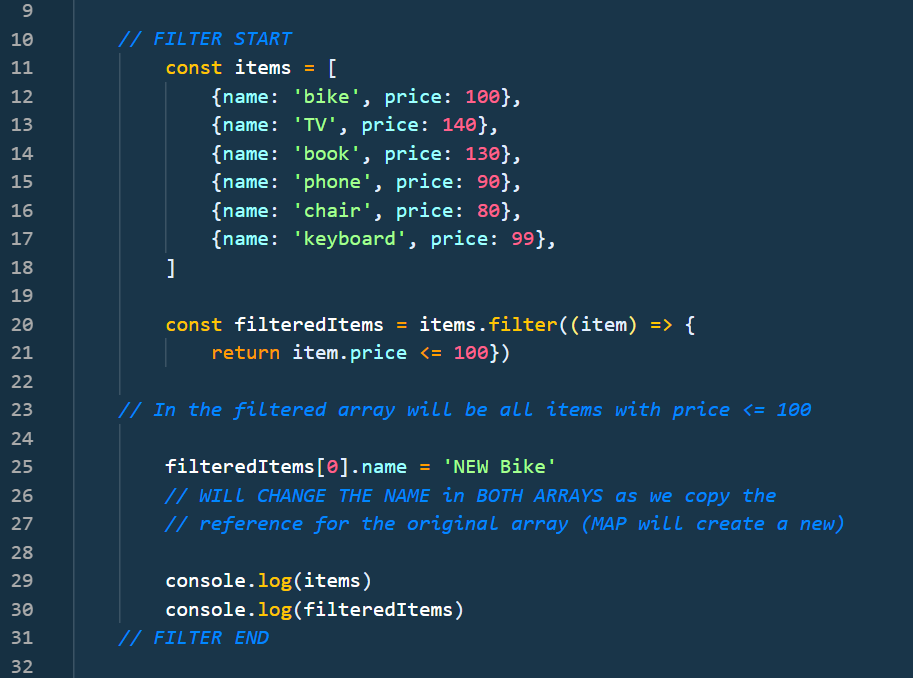 9
10 // FILTER START
11 const items = [
12 {name: 'bike', price: 100},
13 {name: 'TV', price: 140},
14 {name: 'book', price: 130},
15 {name: 'phone', price: 90},
16 {name: 'chair', price: 80},
17 {name: 'keyboard', price: 99},
18 ]
19
20 const filteredItems = items.filter((item) => {
21 return item.price <= 100})
22
23 // In the filtered array will be all items with price <= 100
24
25 filteredItems[0].name = 'NEW Bike'
26 // WILL CHANGE THE NAME in BOTH ARRAYS as we copy the
27 // reference for the original array (MAP will create a new)
28
29 console.log(items)
30 console.log(filteredItems)
31 // FILTER END
32